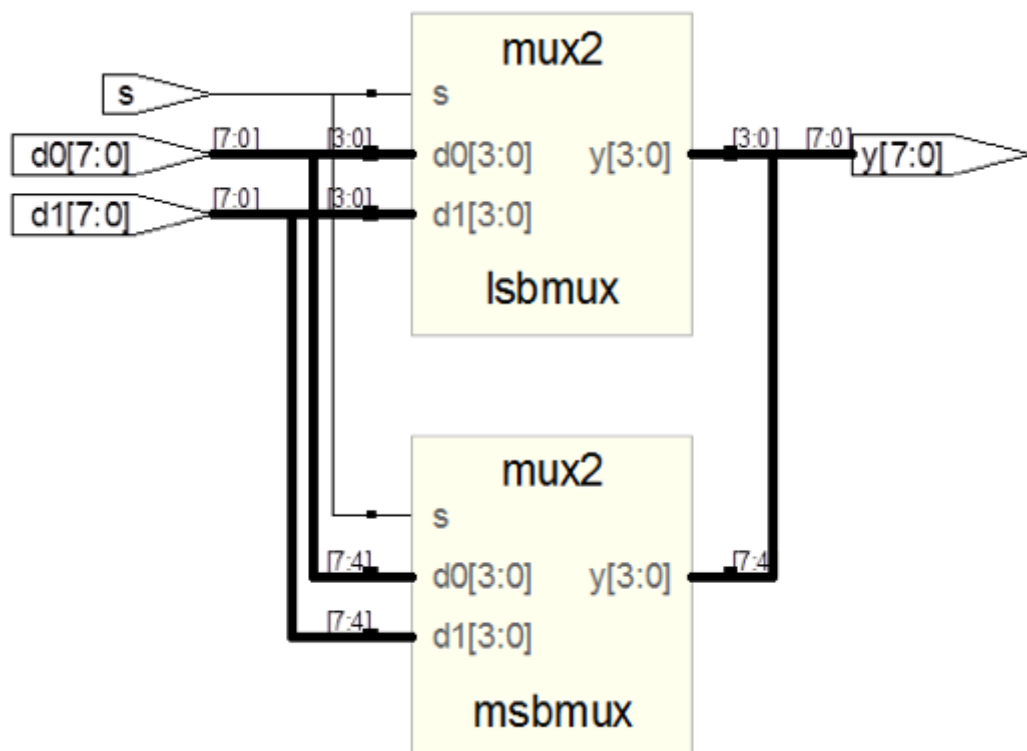 mux2
s
s
[7:0]
[3:0]
[3:0]
[7:0]
d0[7:0]
d0[3:0]
y[3:0]
y[7:0]
[7:0]
[3:0]
d1[7:0]
d1[3:0]
lsbmux
mux2
s
[7:4]
[7:4
d0[3:0]
y[3:0]
[7:4]
d1[3:0]
msbmux